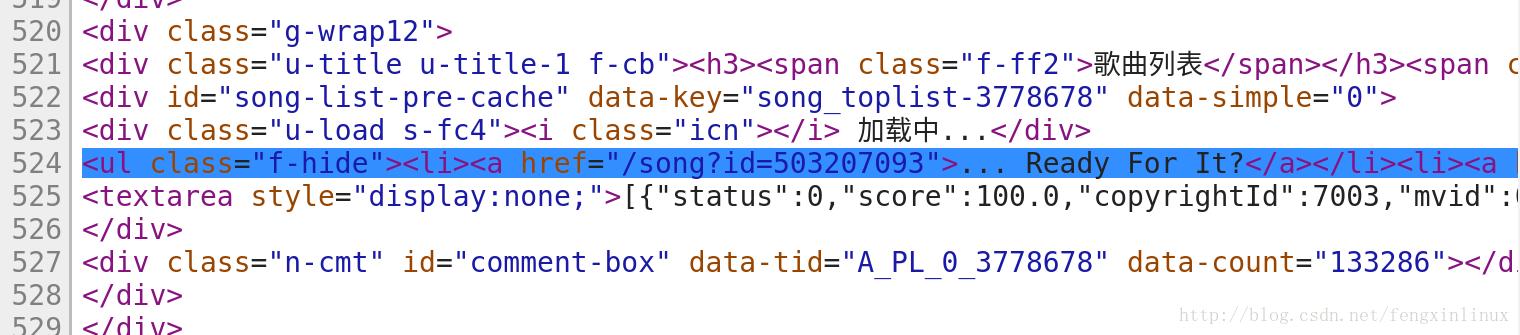 519 </div>
520 <div class="g-wrap12">
521 <div class="u-title u-title-1 f-cb"><h3><span class="f-ff2">歌曲列表</span></h3><span c
522 <div id="song-list-pre-cache" data-key="song_toplist-3778678" data-simple="0">
523 <div class="u-load s-fc4"><i class="icn"></i> 加载中...</div>
524 <ul class="f-hide"><li><a href="/song?id=503207093">... Ready For It?</a></li><li><a
525 <textarea style="display:none;">[{"status":0,"score":100.0,"copyrightId":7003,"mvid":
526 </div>
527 <div class="n-cmt" id="comment-box" data-tid="A_PL_0_3778678" data-count="133286"></d
528 </div>
529 </div>
http://blog.csdn.net/fengxinlinux